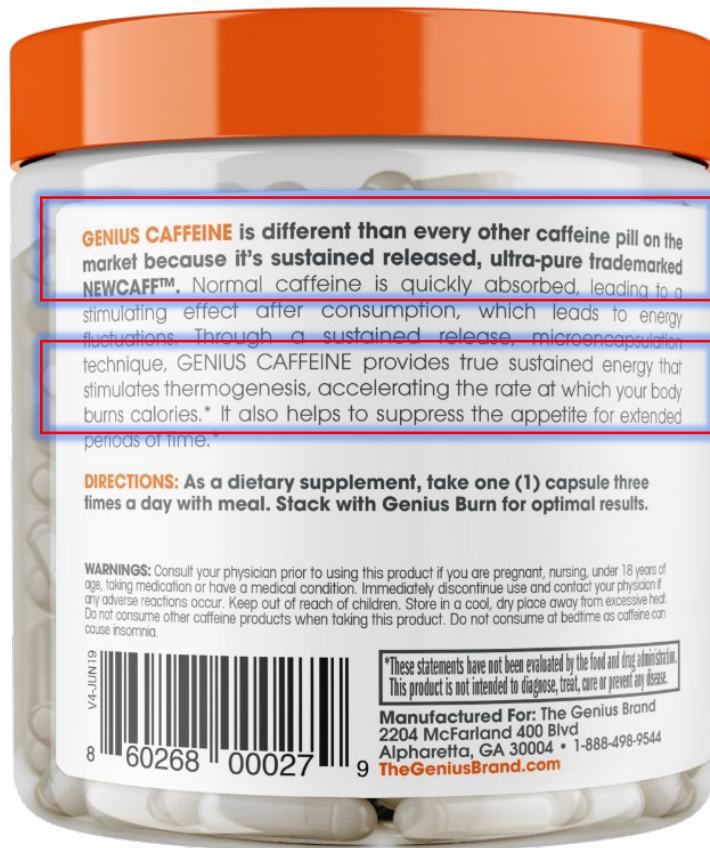 GENIUS CAFFEINE is different than every other caffeine pill on the
market because it's sustained released, ultra-pure trademarked
NEWCAFF™. Normal caffeine is quickly absorbed, leading to a
stimulating effect after consumption, which leads to energy
fluctuations. Through a sustained release, microencapsulation
technique, GENIUS CAFFEINE provides true sustained energy that
stimulates thermogenesis, accelerating the rate at which your body
burns calories.* It also helps to suppress the appetite for extended
periods of time.*
DIRECTIONS: As a dietary supplement, take one (1) capsule three
times a day with meal. Stack with Genius Burn for optimal results.
WARNINGS: Consult your physician prior to using this product if you are pregnant, nursing, under 18 years of
age, taking medication or have a medical condition. Immediately discontinue use and contact your physician if
any adverse reactions occur. Keep out of reach of children. Store in a cool, dry place away from excessive heat.
Do not consume other caffeine products when taking this product. Do not consume at bedtime as caffeine can
cause insomnia.
V4-JUN19
8 60268 00027 9
*These statements have not been evaluated by the food and drug administration.
This product is not intended to diagnose, treat, cure or prevent any disease.
Manufactured For: The Genius Brand
2204 McFarland 400 Blvd
Alpharetta, GA 30004 • 1-888-498-9544
TheGeniusBrand.com